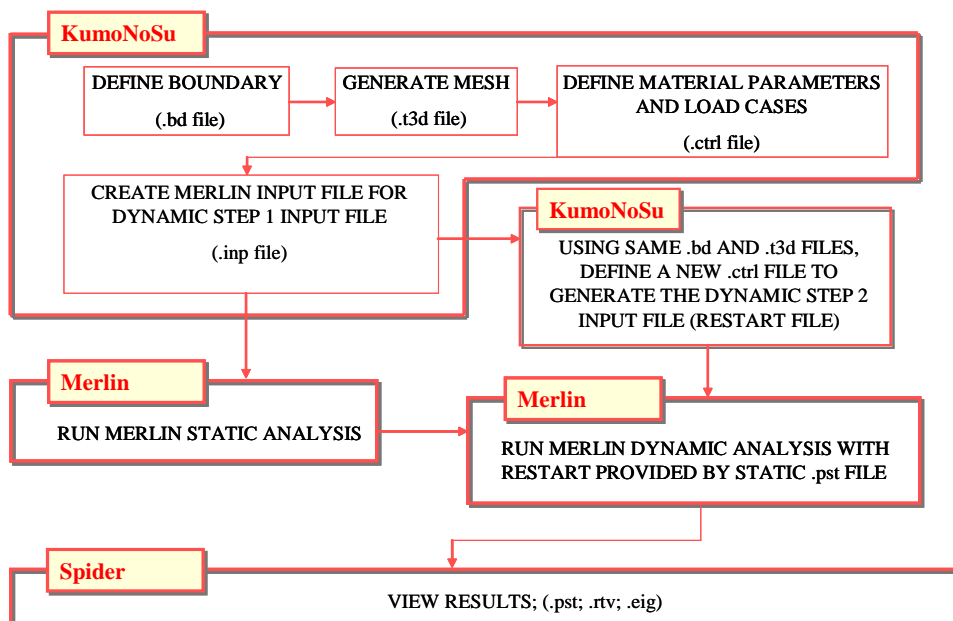 KumoNoSu
DEFINE BOUNDARY
(.bd file)
GENERATE MESH
(.t3d file)
DEFINE MATERIAL PARAMETERS
AND LOAD CASES
(.ctrl file)
CREATE MERLIN INPUT FILE FOR
DYNAMIC STEP 1 INPUT FILE
(.inp file)
KumoNoSu
USING SAME .bd AND .t3d FILES,
DEFINE A NEW .ctrl FILE TO
GENERATE THE DYNAMIC STEP 2
INPUT FILE (RESTART FILE)
Merlin
RUN MERLIN STATIC ANALYSIS
Merlin
RUN MERLIN DYNAMIC ANALYSIS WITH
RESTART PROVIDED BY STATIC .pst FILE
Spider
VIEW RESULTS; (.pst; .rtv; .eig)